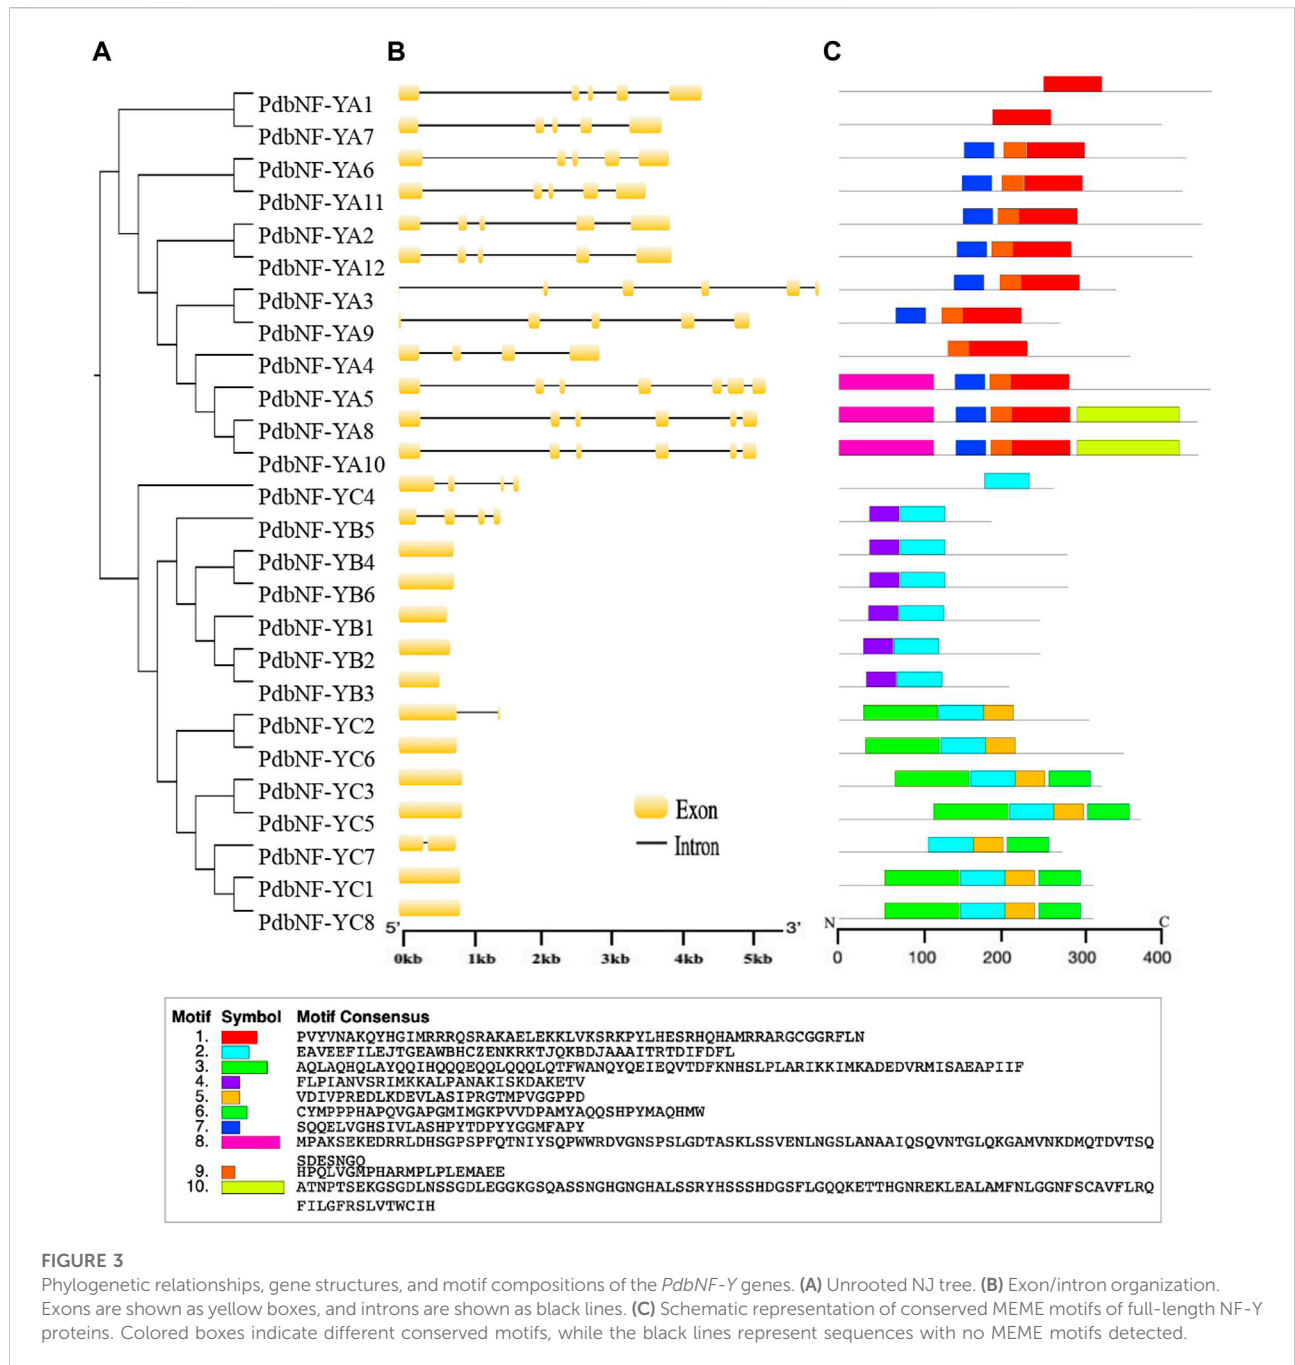 A
B
C
PdbNF-YA1
PdbNF-YA7
PdbNF-YA6
PdbNF-YA11
PdbNF-YA2
PdbNF-YA12
PdbNF-YA3
PdbNF-YA9
PdbNF-YA4
PdbNF-YA5
PdbNF-YA8
PdbNF-YA10
PdbNF-YC4
PdbNF-YB5
PdbNF-YB4
PdbNF-YB6
PdbNF-YB1
PdbNF-YB2
PdbNF-YB3
PdbNF-YC2
PdbNF-YC6
PdbNF-YC3
PdbNF-YC5
PdbNF-YC7
PdbNF-YC1
PdbNF-YC8
Exon
Intron
5' 3'
0kb 1kb 2kb 3kb 4kb 5kb
N C
0 100 200 300 400
Motif Symbol Motif Consensus
1. PVYVNAKQYHGIMRRRQSRAKAELEKKLVKSRKPYLHESRHQHAMRRARGCGGRFLN
2. EAVEEFILEJTGEAWBHCZENKRKTJQKBDJAAAITRTDIFDFL
3. AQLAQHQLAYQQIHQQQEQQLQQQLQTFWANQYQEIEQVTDFKNHSLPLARIKKIMKADEDVRMISAEAPIIF
4. FLPIANVSRIMKKALPANAKISKDAKETV
5. VDIVPREDLKDEVLASIPRGTMPVGGPPD
6. CYMPPPHAPQVGAPGMIMGKPVVDPAMYAQQSHPYMAQHMW
7. SQQELVGHSIVLASHPYTDPYYGGMFAPY
8. MPAKSEKEDRRLDHSGPSPFQTNIYSQPWWRDVGNSPSLGDTASKLSSVENLNGSLANAAIQSQVNTGLQKGAMVNKDMQTDVTSQ
SDESNGQ
9. HPQLVGMPHARMPLPLEMAEE
10. ATNPTSEKGSGDLNSSGDLEGGKGSQASSNGHGNGHALSSRYHSSSHDGSFLGQQKETTHGNREKLEALAMFNLGGNFSCAVFLRQ
FILGFRSLVTWCIH
FIGURE 3
Phylogenetic relationships, gene structures, and motif compositions of the PdbNF-Y genes. (A) Unrooted NJ tree. (B) Exon/intron organization.
Exons are shown as yellow boxes, and introns are shown as black lines. (C) Schematic representation of conserved MEME motifs of full-length NF-Y
proteins. Colored boxes indicate different conserved motifs, while the black lines represent sequences with no MEME motifs detected.